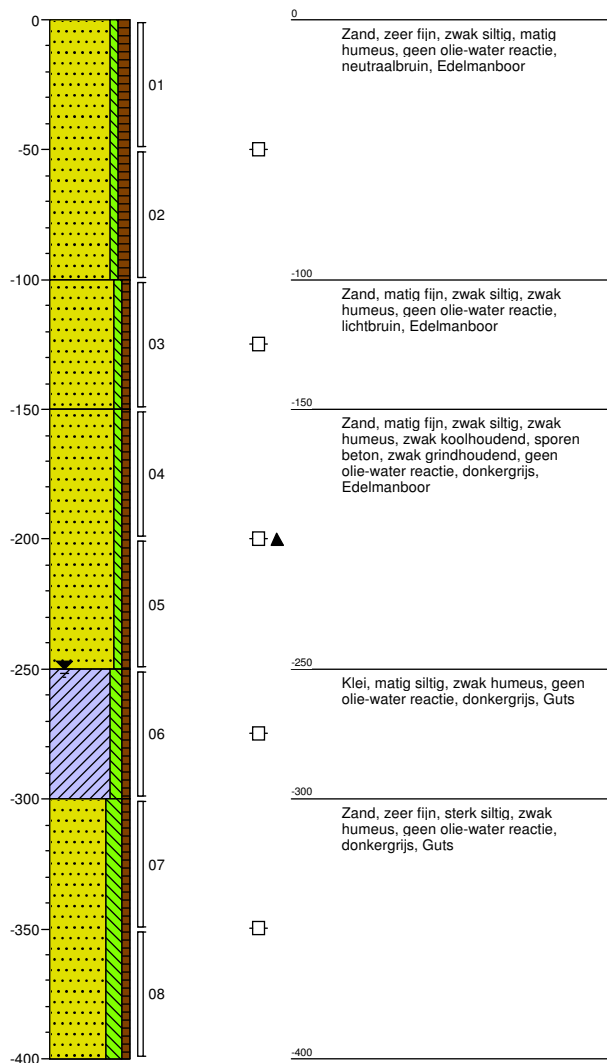 0
-50
-100
-150
-200
-250
-300
-350
-400
01
02
03
04
05
06
07
08
0
Zand, zeer fijn, zwak siltig, matig
humeus, geen olie-water reactie,
neutraalbruin, Edelmanboor
-100
Zand, matig fijn, zwak siltig, zwak
humeus, geen olie-water reactie,
lichtbruin, Edelmanboor
-150
Zand, matig fijn, zwak siltig, zwak
humeus, zwak koolhoudend, sporen
beton, zwak grindhoudend, geen
olie-water reactie, donkergrijs,
Edelmanboor
-250
Klei, matig siltig, zwak humeus, geen
olie-water reactie, donkergrijs, Guts
-300
Zand, zeer fijn, sterk siltig, zwak
humeus, geen olie-water reactie,
donkergrijs, Guts
-400